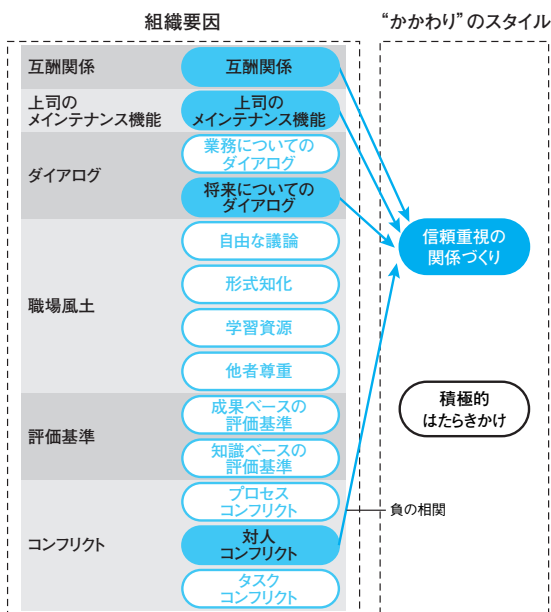 組織要因
“かかわり”のスタイル
互酬関係
互酬関係
上司の
メインテナンス機能
上司の
メインテナンス機能
ダイアログ
業務についての
ダイアログ
将来についての
ダイアログ
職場風土
自由な議論
形式知化
学習資源
他者尊重
評価基準
成果ベースの
評価基準
知識ベースの
評価基準
コンフリクト
プロセス
コンフリクト
対人
コンフリクト
タスク
コンフリクト
負の相関
信頼重視の
関係づくり
積極的
はたらきかけ